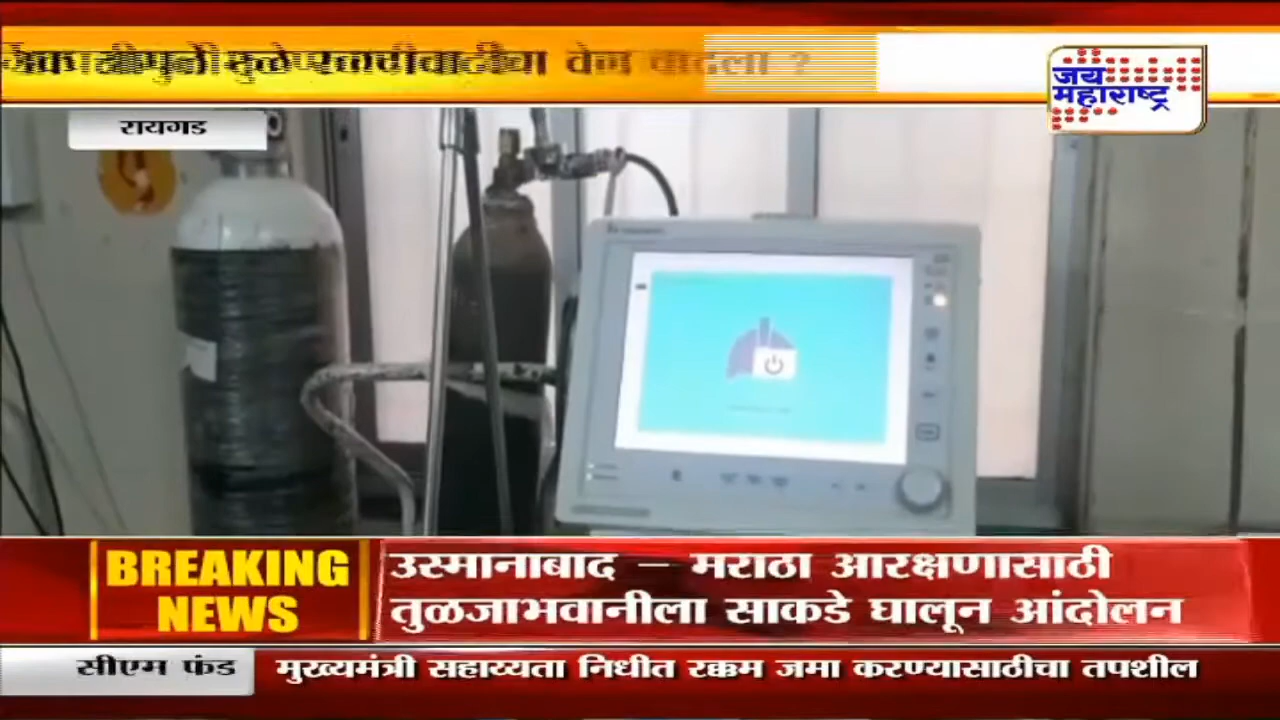 जय
महाराष्ट्र
रायगड
BREAKING
NEWS
उस्मानाबाद – मराठा आरक्षणासाठी
तुळजाभवानीला साकडे घालून आंदोलन
सीएम फंड
मुख्यमंत्री सहाय्यता निधीत रक्कम जमा करण्यासाठीचा तपशील